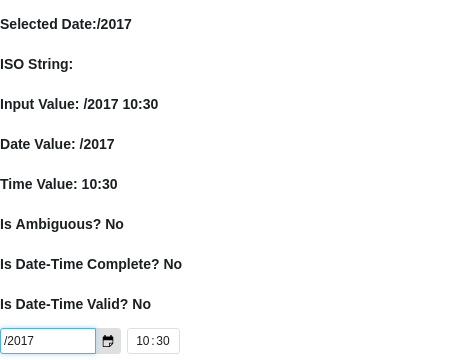 Selected Date:/2017
ISO String:
Input Value: /2017 10:30
Date Value: /2017
Time Value: 10:30
Is Ambiguous? No
Is Date-Time Complete? No
Is Date-Time Valid? No
/2017 10:30